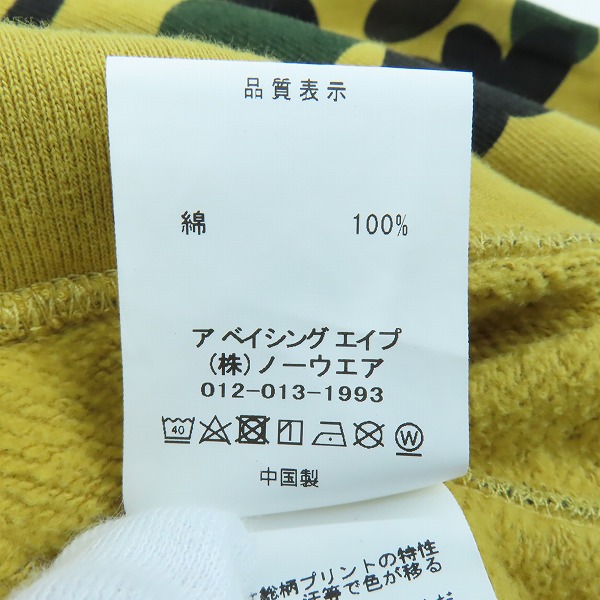 品質表示
綿 100%
ア ベイシング エイプ
(株)ノーウエア
012-013-1993
40
W
中国製
総柄プリントの特性
汗等で色が移る